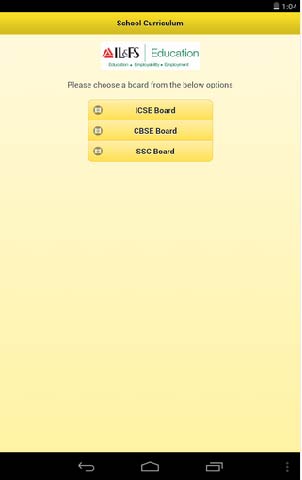 1:04
School Curriculum
IL&FS Education
Education • Employability • Employment
Please choose a board from the below options
ICSE Board
CBSE Board
SSC Board